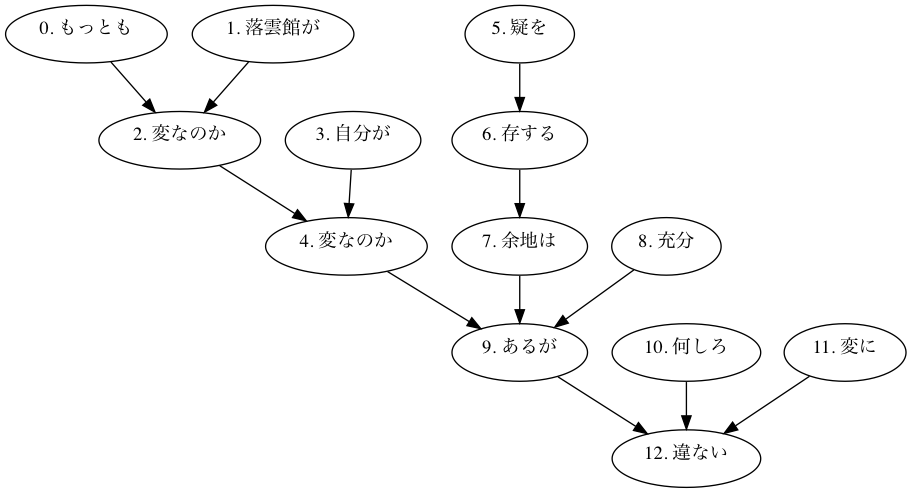 0. もっとも
1. 落雲館が
5. 疑を
2. 変なのか
3. 自分が
6. 存する
4. 変なのか
7. 余地は
8. 充分
9. あるが
10. 何しろ
11. 変に
12. 違ない